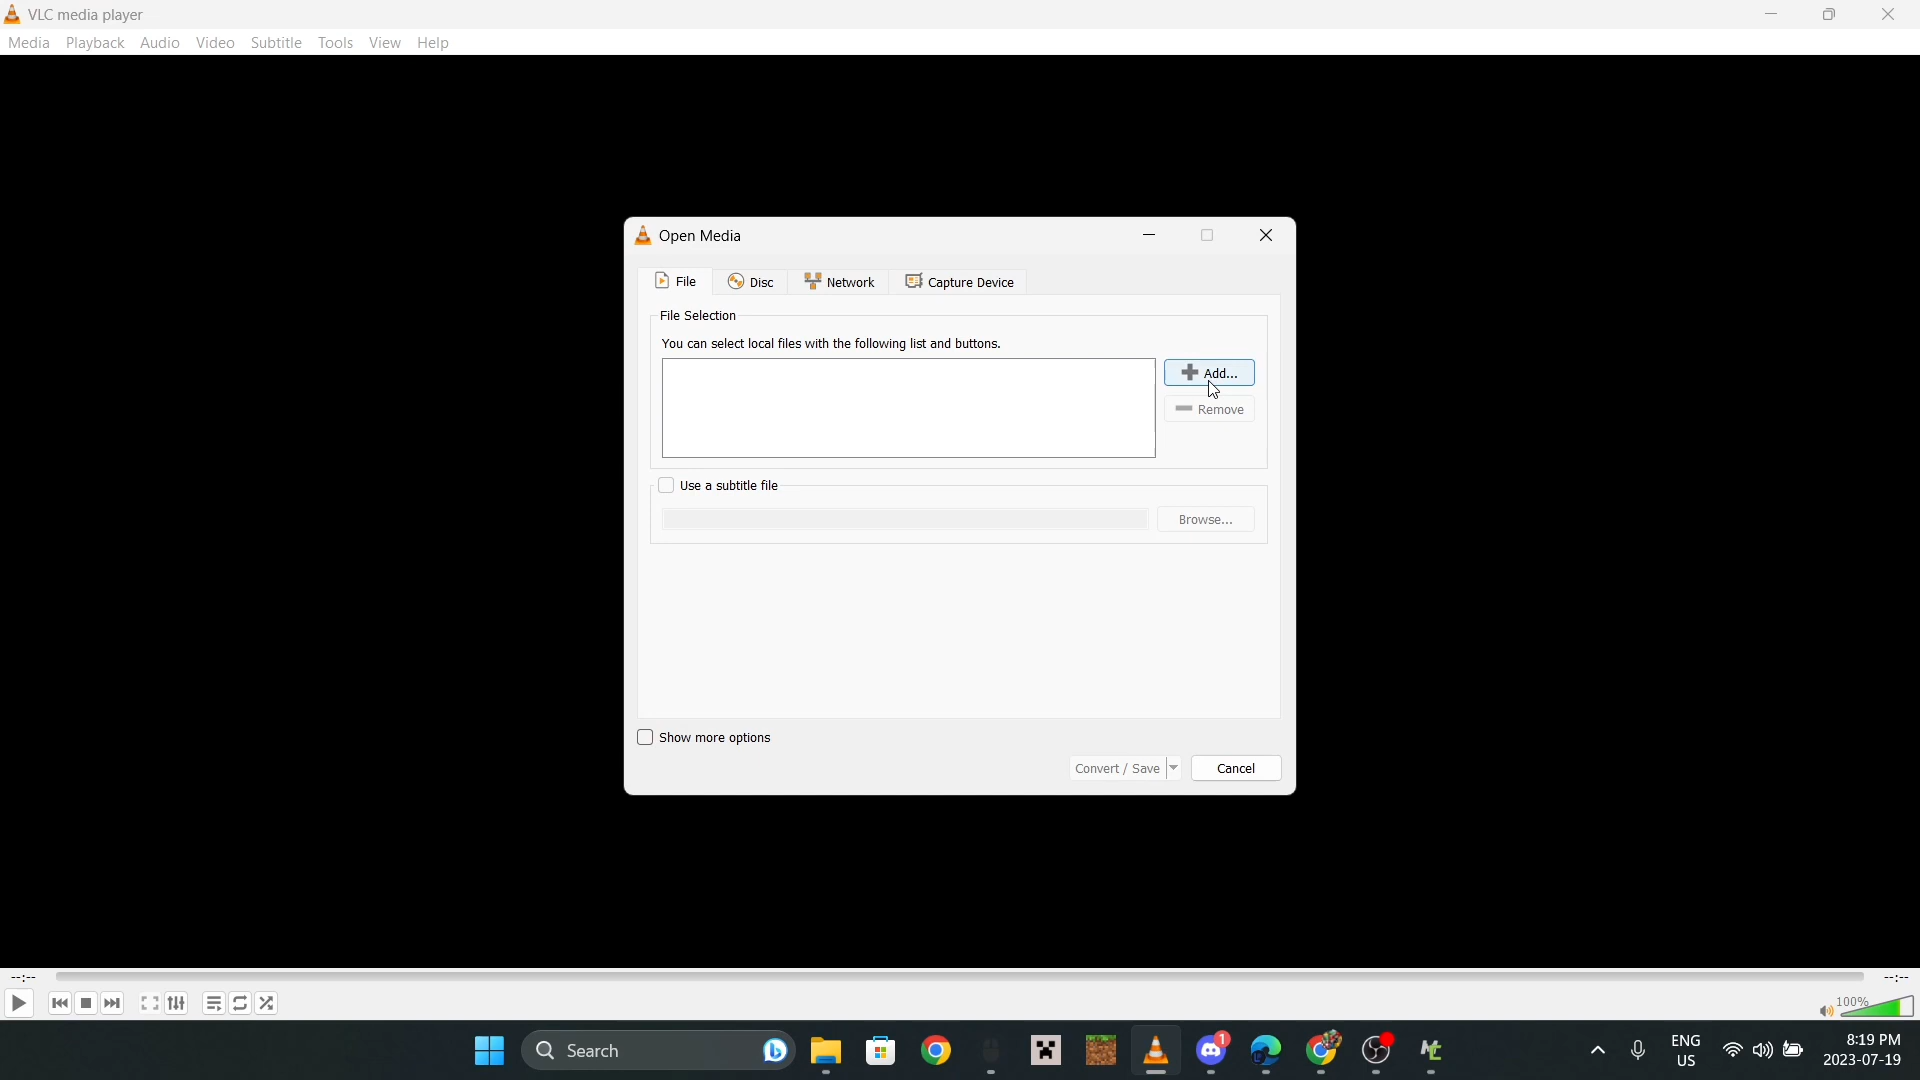 VLC media player
Media Playback Audio Video Subtitle Tools View Help
Open Media
File Disc Network Capture Device
File Selection
You can select local files with the following list and buttons.
Add...
Remove
Use a subtitle file
Browse...
Show more options
Convert / Save Cancel
--:-- --:--
100%
Search
1
ENG
US
8:19 PM
2023-07-19